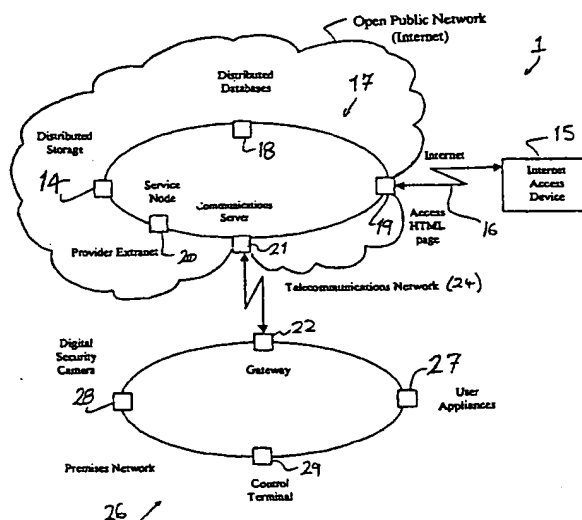 Open Public Network
(Internet)
1
Distributed
Databases
17
Distributed
Storage
18
15
Internet
Internet
Access
Device
14
Service
Node
Communications
Server
19
Access
HTML
page
16
Provider Extranet
20
21
Telecommunications Network (24)
22
Digital
Security
Camera
Gateway
27
User
Appliances
28
Premises Network
29
Control
Terminal
26